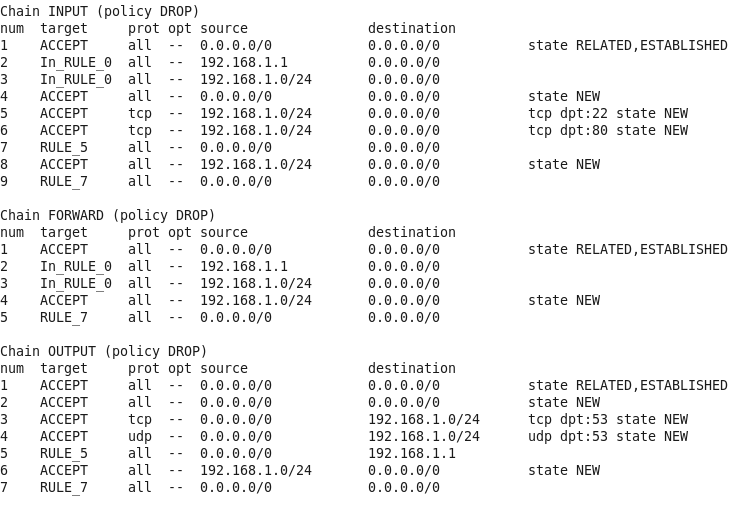 Chain INPUT (policy DROP)
num  target     prot opt source               destination
1    ACCEPT     all  --  0.0.0.0/0            0.0.0.0/0           state RELATED,ESTABLISHED
2    In_RULE_0  all  --  192.168.1.1          0.0.0.0/0
3    In_RULE_0  all  --  192.168.1.0/24       0.0.0.0/0
4    ACCEPT     all  --  0.0.0.0/0            0.0.0.0/0           state NEW
5    ACCEPT     tcp  --  192.168.1.0/24       0.0.0.0/0           tcp dpt:22 state NEW
6    ACCEPT     tcp  --  192.168.1.0/24       0.0.0.0/0           tcp dpt:80 state NEW
7    RULE_5     all  --  0.0.0.0/0            0.0.0.0/0
8    ACCEPT     all  --  192.168.1.0/24       0.0.0.0/0           state NEW
9    RULE_7     all  --  0.0.0.0/0            0.0.0.0/0

Chain FORWARD (policy DROP)
num  target     prot opt source               destination
1    ACCEPT     all  --  0.0.0.0/0            0.0.0.0/0           state RELATED,ESTABLISHED
2    In_RULE_0  all  --  192.168.1.1          0.0.0.0/0
3    In_RULE_0  all  --  192.168.1.0/24       0.0.0.0/0
4    ACCEPT     all  --  192.168.1.0/24       0.0.0.0/0           state NEW
5    RULE_7     all  --  0.0.0.0/0            0.0.0.0/0

Chain OUTPUT (policy DROP)
num  target     prot opt source               destination
1    ACCEPT     all  --  0.0.0.0/0            0.0.0.0/0           state RELATED,ESTABLISHED
2    ACCEPT     all  --  0.0.0.0/0            0.0.0.0/0           state NEW
3    ACCEPT     tcp  --  0.0.0.0/0            192.168.1.0/24      tcp dpt:53 state NEW
4    ACCEPT     udp  --  0.0.0.0/0            192.168.1.0/24      udp dpt:53 state NEW
5    RULE_5     all  --  0.0.0.0/0            192.168.1.1
6    ACCEPT     all  --  192.168.1.0/24       0.0.0.0/0           state NEW
7    RULE_7     all  --  0.0.0.0/0            0.0.0.0/0